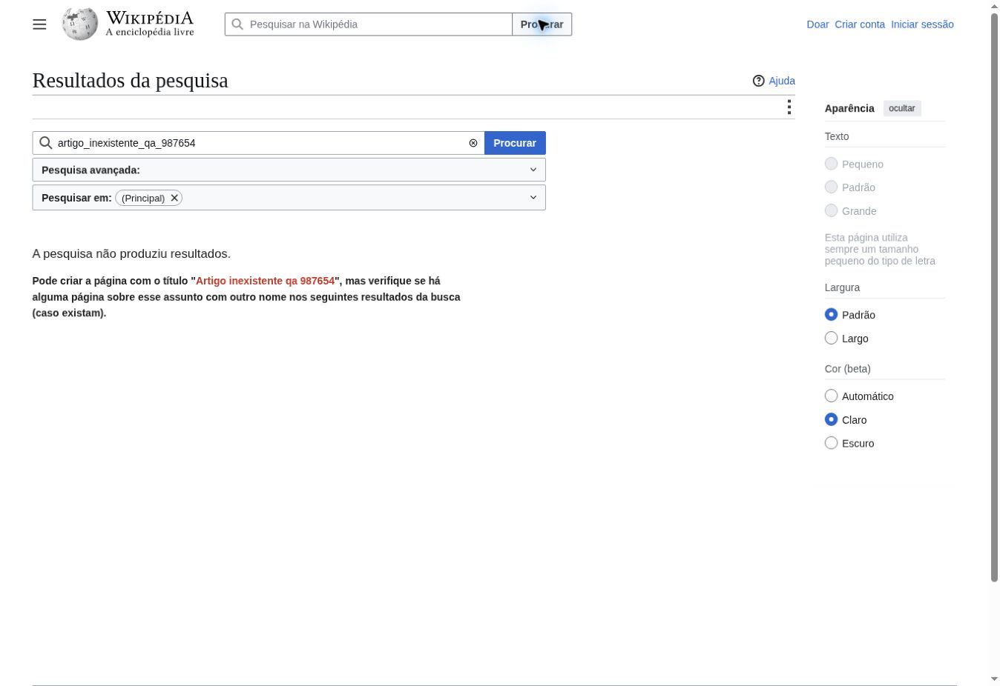 WIKIPÉDIA
A enciclopédia livre
Pesquisar na Wikipédia
Procurar
Doar Criar conta Iniciar sessão
Resultados da pesquisa
Ajuda
artigo_inexistente_qa_987654
Procurar
Pesquisa avançada:
Pesquisar em: (Principal)
A pesquisa não produziu resultados.
Pode criar a página com o título "Artigo inexistente qa 987654", mas verifique se há
alguma página sobre esse assunto com outro nome nos seguintes resultados da busca
(caso existam).
Aparência ocultar
Texto
Pequeno
Padrão
Grande
Esta página utiliza
sempre um tamanho
pequeno do tipo de letra
Largura
Padrão
Largo
Cor (beta)
Automático
Claro
Escuro